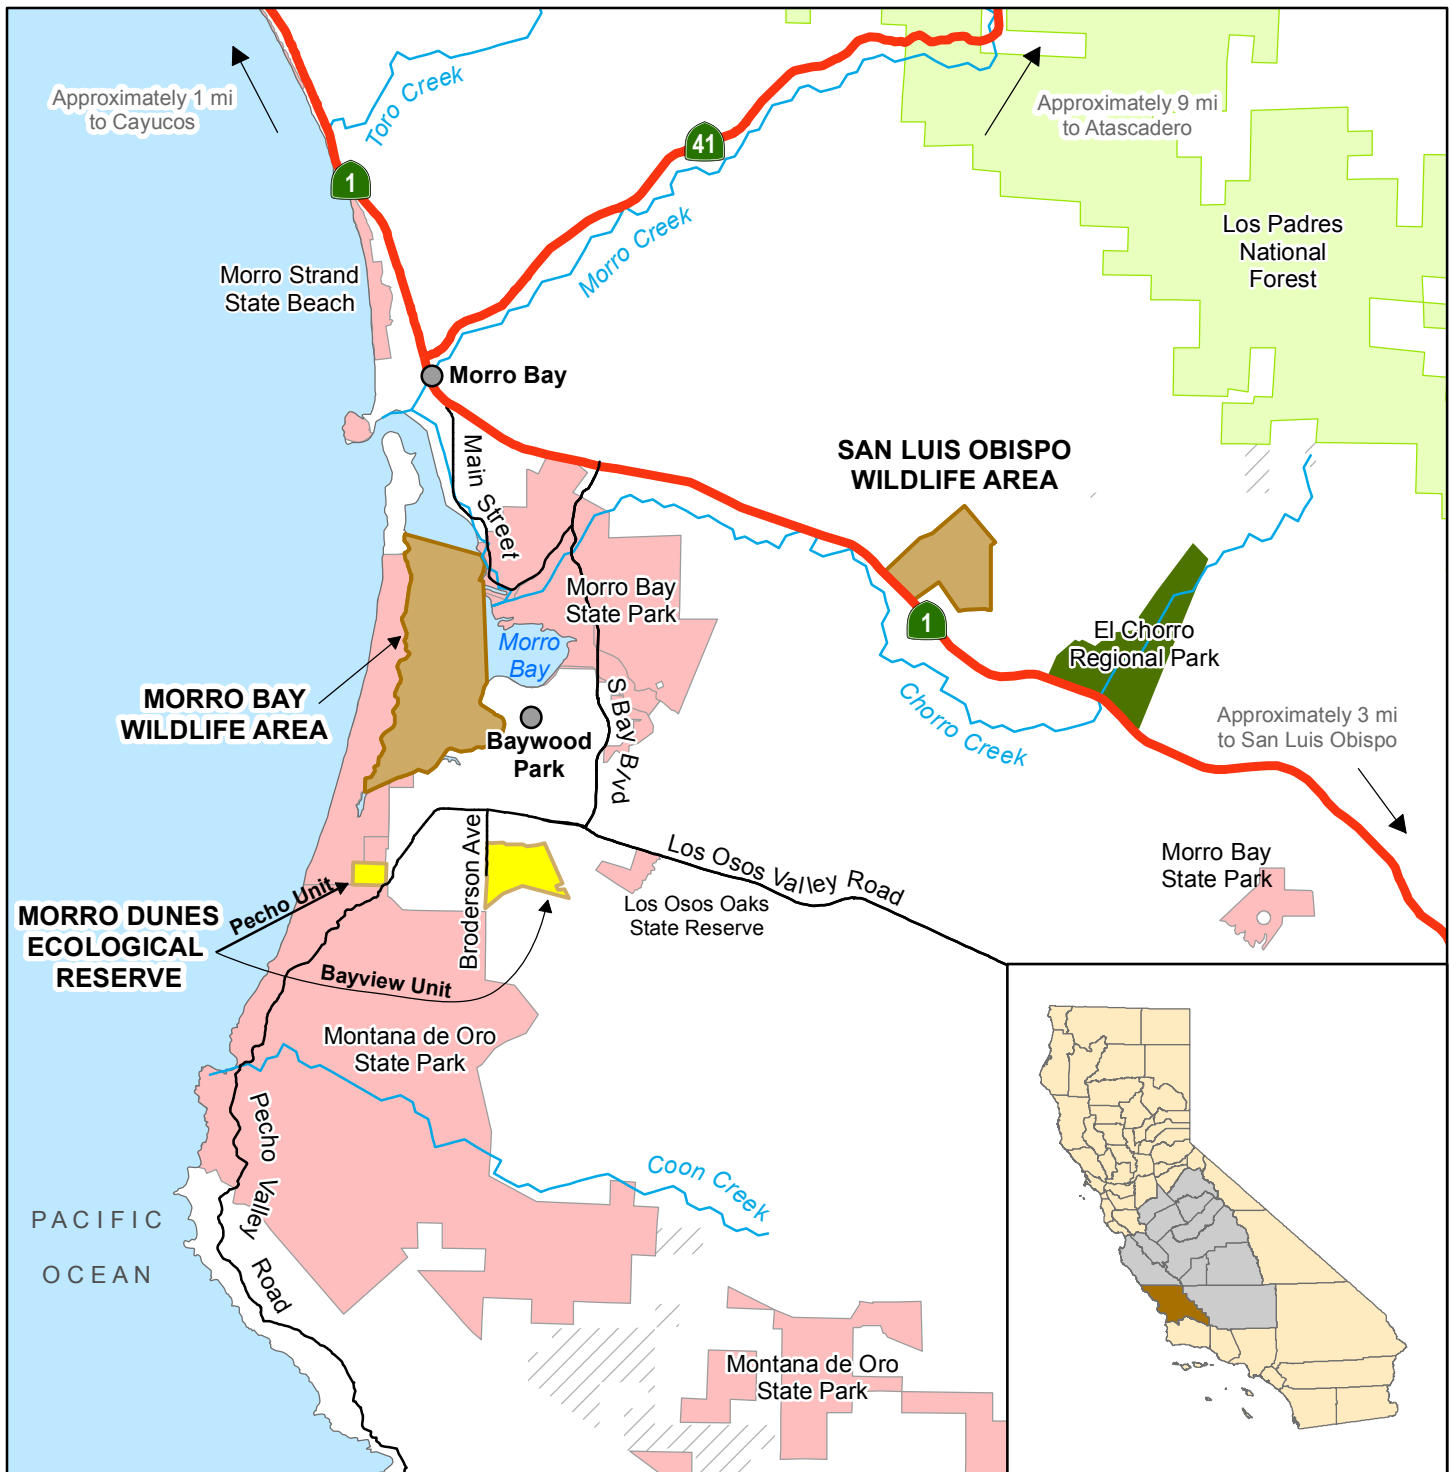 Approximately 1 mi
to Cayucos
Toro Creek
1
41
Approximately 9 mi
to Atascadero
Morro Creek
Los Padres
National
Forest
Morro Strand
State Beach
Morro Bay
Main Street
SAN LUIS OBISPO
WILDLIFE AREA
Morro Bay
State Park
1
El Chorro
Regional Park
Morro
Bay
MORRO BAY
WILDLIFE AREA
S Bay Blvd
Chorro Creek
Baywood
Park
Approximately 3 mi
to San Luis Obispo
Broderson Ave
Los Osos Valley Road
Morro Bay
State Park
Pecho Unit
Los Osos Oaks
State Reserve
MORRO DUNES
ECOLOGICAL
RESERVE
Bayview Unit
Montana de Oro
State Park
Pecho Valley Road
Coon Creek
PACIFIC
OCEAN
Montana de Oro
State Park